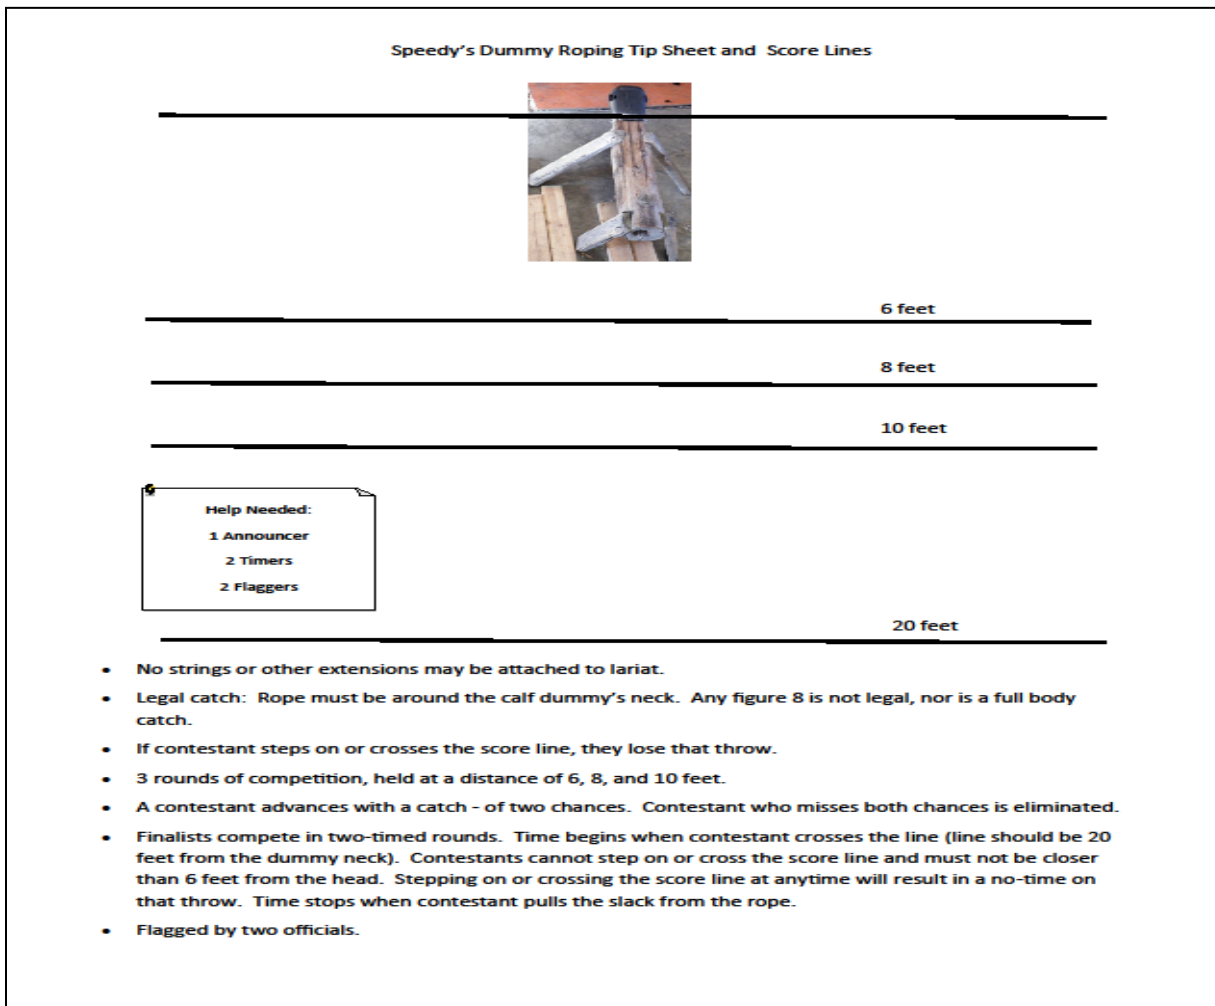 Speedy's Dummy Roping Tip Sheet and  Score Lines
6 feet
8 feet
10 feet
Help Needed:
1 Announcer
2 Timers
2 Flaggers
20 feet
• No strings or other extensions may be attached to lariat.
• Legal catch:  Rope must be around the calf dummy's neck.  Any figure 8 is not legal, nor is a full body
catch.
• If contestant steps on or crosses the score line, they lose that throw.
• 3 rounds of competition, held at a distance of 6, 8, and 10 feet.
• A contestant advances with a catch - of two chances.  Contestant who misses both chances is eliminated.
• Finalists compete in two-timed rounds.  Time begins when contestant crosses the line (line should be 20
feet from the dummy neck).  Contestants cannot step on or cross the score line and must not be closer
than 6 feet from the head.  Stepping on or crossing the score line at anytime will result in a no-time on
that throw.  Time stops when contestant pulls the slack from the rope.
• Flagged by two officials.